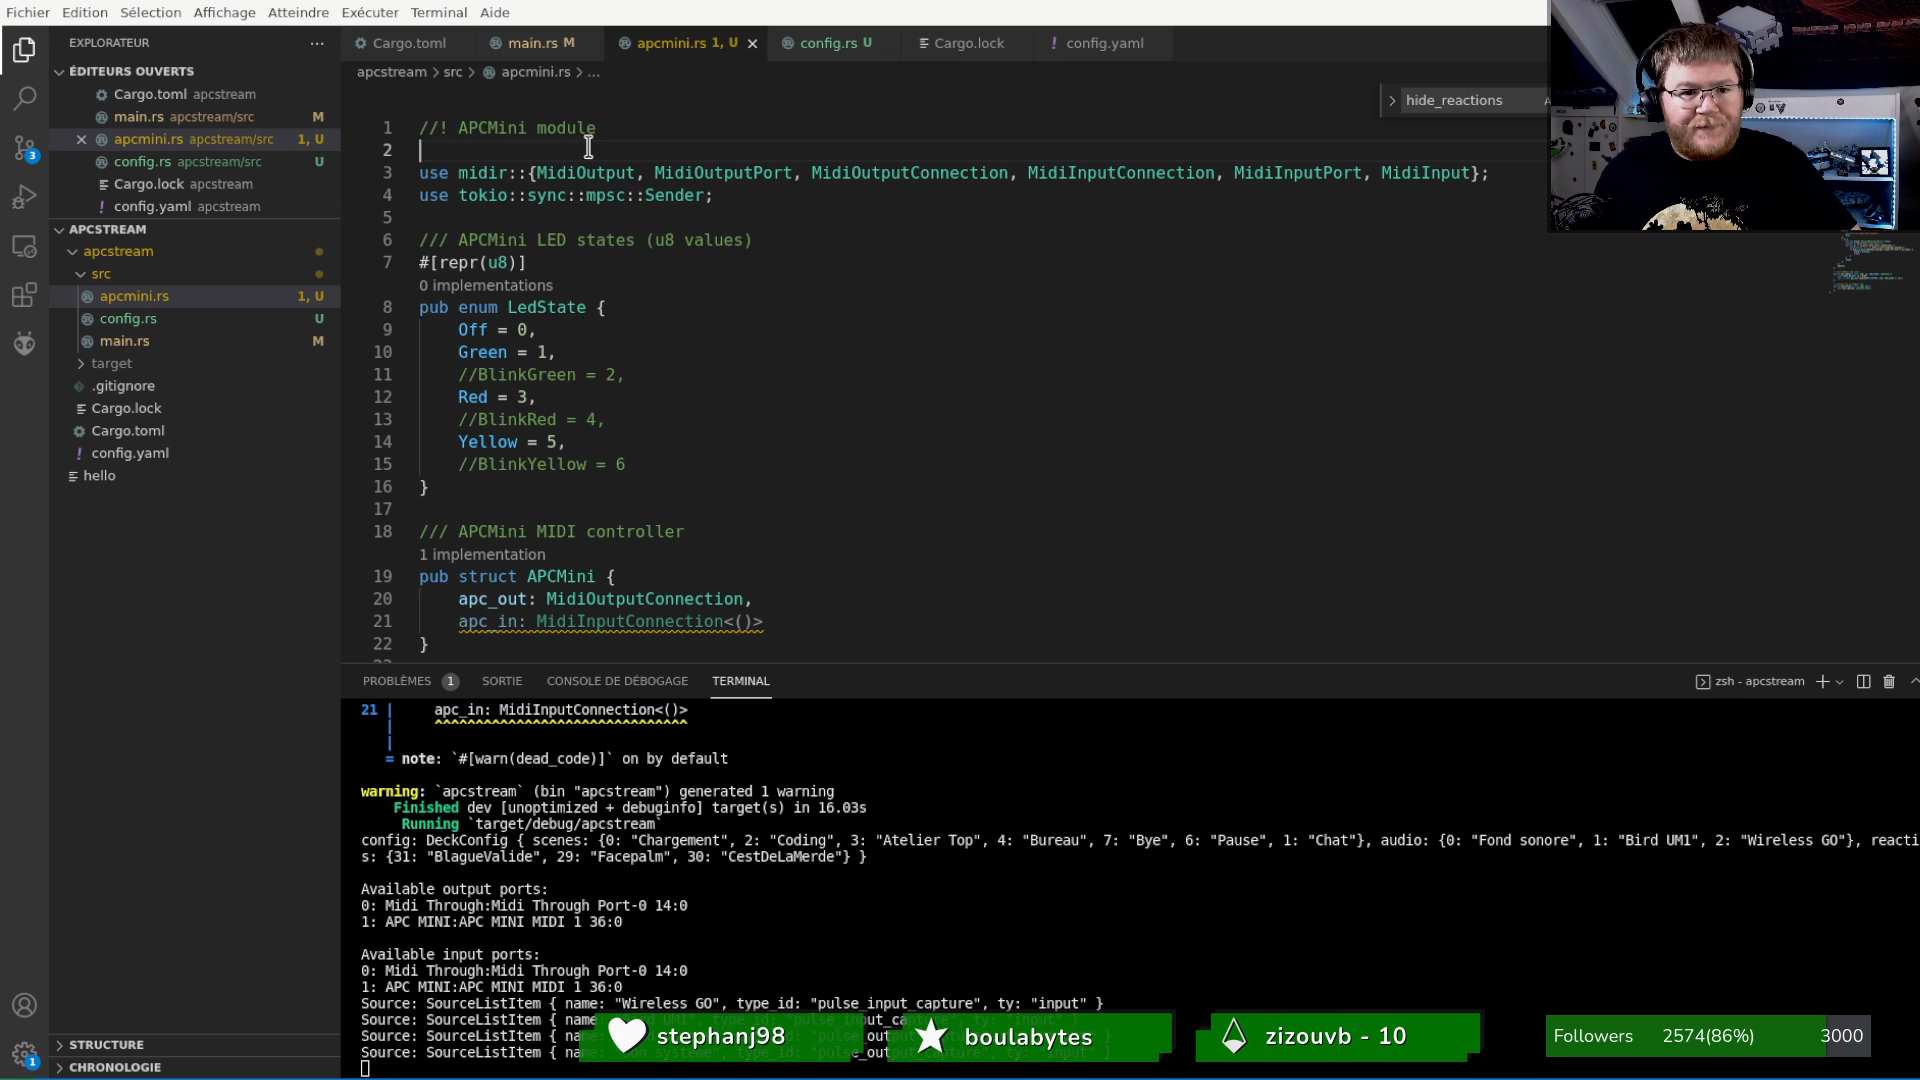 Fichier Edition Sélection Affichage Atteindre Exécuter Terminal Aide
EXPLORATEUR
ÉDITEURS OUVERTS
Cargo.toml apcstream
main.rs apcstream/src M
apcmini.rs apcstream/src 1, U
config.rs apcstream/src U
Cargo.lock apcstream
config.yaml apcstream
APCSTREAM
apcstream
src
apcmini.rs 1, U
config.rs U
main.rs M
target
.gitignore
Cargo.lock
Cargo.toml
config.yaml
hello
STRUCTURE
CHRONOLOGIE
3
1
Cargo.toml main.rs M apcmini.rs 1, U config.rs U Cargo.lock config.yaml
apcstream > src > apcmini.rs > ...
hide_reactions
1 //! APCMini module
2
3 use midir::{MidiOutput, MidiOutputPort, MidiOutputConnection, MidiInputConnection, MidiInputPort, MidiInput};
4 use tokio::sync::mpsc::Sender;
5
6 /// APCMini LED states (u8 values)
7 #[repr(u8)]
0 implementations
8 pub enum LedState {
9 Off = 0,
10 Green = 1,
11 //BlinkGreen = 2,
12 Red = 3,
13 //BlinkRed = 4,
14 Yellow = 5,
15 //BlinkYellow = 6
16 }
17
18 /// APCMini MIDI controller
1 implementation
19 pub struct APCMini {
20 apc_out: MidiOutputConnection,
21 apc_in: MidiInputConnection<()>
22 }
PROBLÈMES 1 SORTIE CONSOLE DE DÉBOGAGE TERMINAL
zsh - apcstream
21 | apc_in: MidiInputConnection<()>
| ^^^^^^^^^^^^^^^^^^^^^^^^^^^^^^^
|
= note: `#[warn(dead_code)]` on by default
warning: `apcstream` (bin "apcstream") generated 1 warning
Finished dev [unoptimized + debuginfo] target(s) in 16.03s
Running `target/debug/apcstream`
config: DeckConfig { scenes: {0: "Chargement", 2: "Coding", 3: "Atelier Top", 4: "Bureau", 7: "Bye", 6: "Pause", 1: "Chat"}, audio: {0: "Fond sonore", 1: "Bird UM1", 2: "Wireless GO"}, reacti
s: {31: "BlagueValide", 29: "Facepalm", 30: "CestDeLaMerde"} }
Available output ports:
0: Midi Through:Midi Through Port-0 14:0
1: APC MINI:APC MINI MIDI 1 36:0
Available input ports:
0: Midi Through:Midi Through Port-0 14:0
1: APC MINI:APC MINI MIDI 1 36:0
Source: SourceListItem { name: "Wireless GO", type_id: "pulse_input_capture", ty: "input" }
Source: SourceListItem { name
Source: SourceListItem { na
Source: SourceListItem { na
stephanj98
boulabytes
zizouvb - 10
Followers 2574(86%) 3000